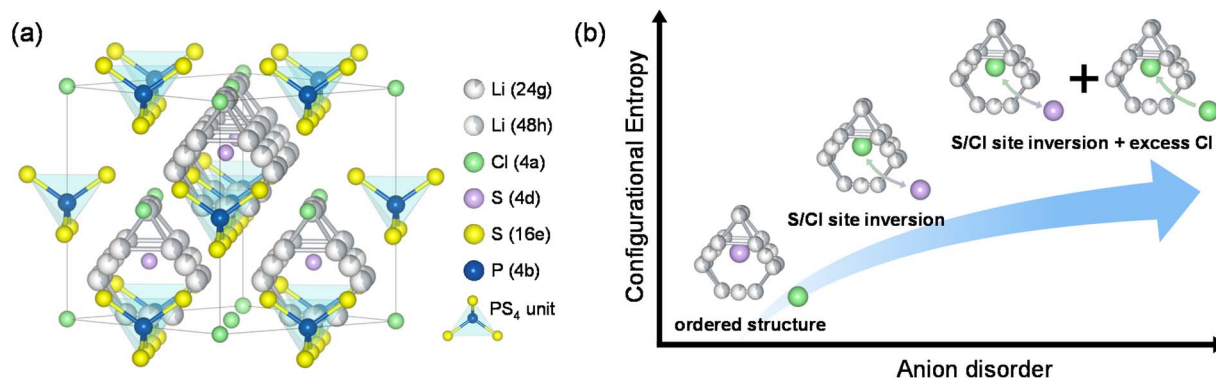 (a)
Li (24g)
Li (48h)
Cl (4a)
S (4d)
S (16e)
P (4b)
PS₄ unit
(b)
Configurational Entropy
S/Cl site inversion + excess Cl
S/Cl site inversion
ordered structure
Anion disorder